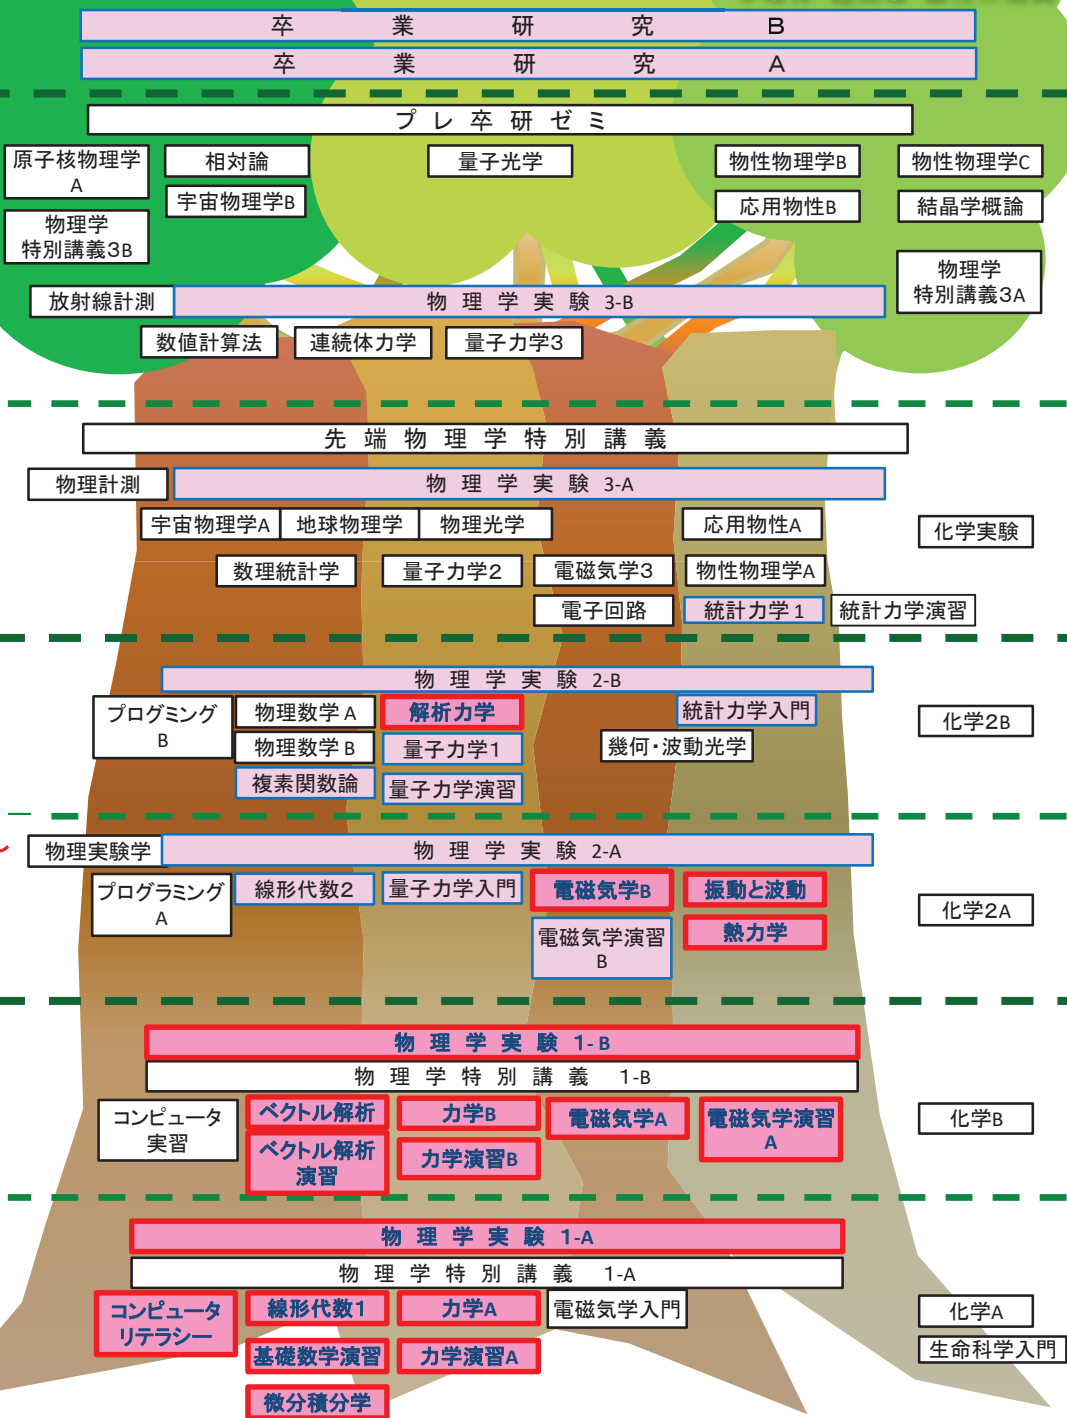 卒業研究B
卒業研究A
プレ卒研ゼミ
原子核物理学
A
相対論
量子光学
物性物理学B
物性物理学C
宇宙物理学B
応用物性B
結晶学概論
物理学
特別講義3B
物理学
特別講義3A
放射線計測
物理学実験 3-B
数値計算法
連続体力学
量子力学3
先端物理学特別講義
物理計測
物理学実験 3-A
宇宙物理学A
地球物理学
物理光学
応用物性A
化学実験
数理統計学
量子力学2
電磁気学3
物性物理学A
電子回路
統計力学1
統計力学演習
物理学実験 2-B
プログミング
B
物理数学A
解析力学
統計力学入門
化学2B
物理数学B
量子力学1
幾何・波動光学
複素関数論
量子力学演習
物理実験学
物理学実験 2-A
プログラミング
A
線形代数2
量子力学入門
電磁気学B
振動と波動
化学2A
電磁気学演習
B
熱力学
物理学実験 1-B
物理学特別講義 1-B
コンピュータ
実習
ベクトル解析
力学B
電磁気学A
電磁気学演習
A
化学B
ベクトル解析
演習
力学演習B
物理学実験 1-A
物理学特別講義 1-A
コンピュータ
リテラシー
線形代数1
力学A
電磁気学入門
化学A
基礎数学演習
力学演習A
生命科学入門
微分積分学